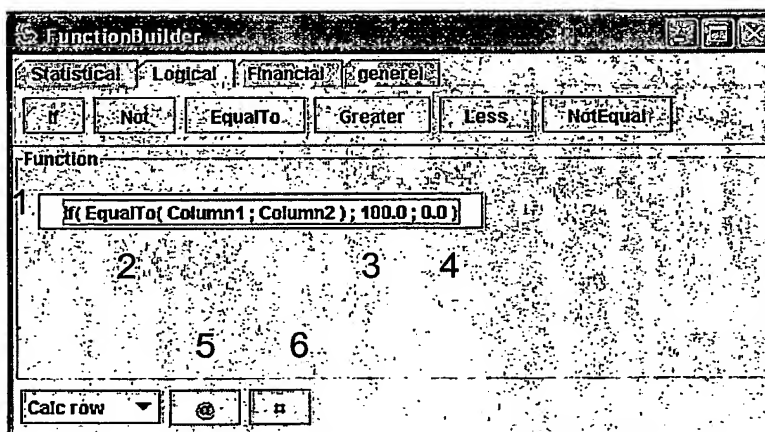 FunctionBuilder
Statistical Logical Financial generel
If Not EqualTo Greater Less NotEqual
Function
1
If( EqualTo( Column1 ; Column2 ) ; 100.0 ; 0.0 )
2 3 4
5 6
Calc row @ ¤